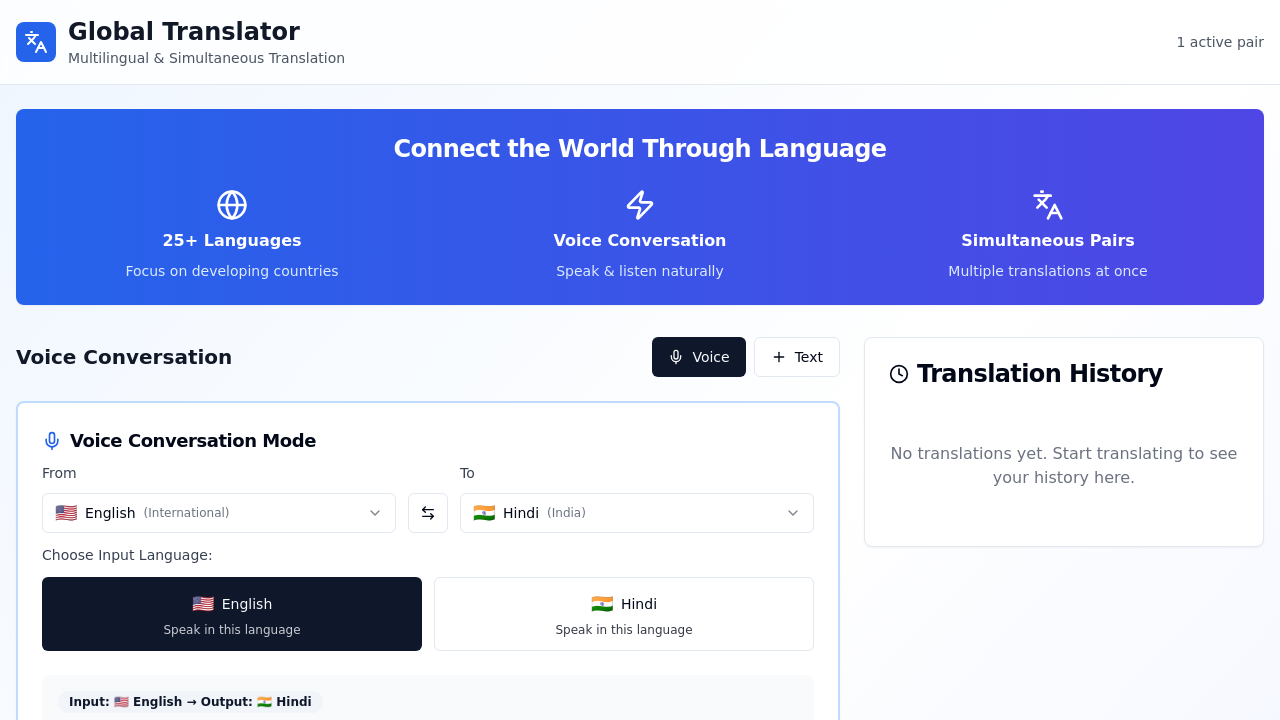 Global Translator
Multilingual & Simultaneous Translation
1 active pair
Connect the World Through Language
25+ Languages
Focus on developing countries
Voice Conversation
Speak & listen naturally
Simultaneous Pairs
Multiple translations at once
Voice Conversation
Voice
Text
Voice Conversation Mode
From
English (International)
To
Hindi (India)
Choose Input Language:
English
Speak in this language
Hindi
Speak in this language
Input: 🇺🇸 English → Output: 🇮🇳 Hindi
Translation History
No translations yet. Start translating to see
your history here.